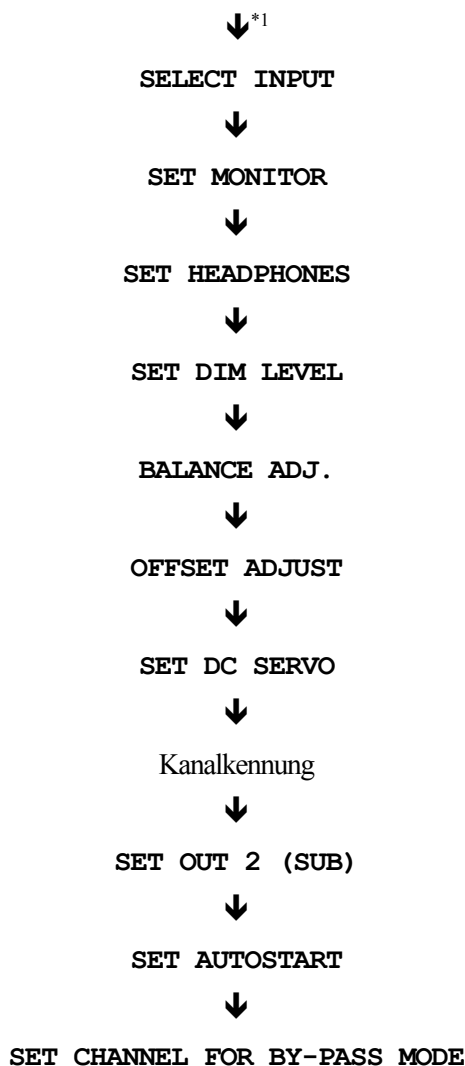 🡻*1
SELECT INPUT
🡻
SET MONITOR
🡻
SET HEADPHONES
🡻
SET DIM LEVEL
🡻
BALANCE ADJ.
🡻
OFFSET ADJUST
🡻
SET DC SERVO
🡻
Kanalkennung
🡻
SET OUT 2 (SUB)
🡻
SET AUTOSTART
🡻
SET CHANNEL FOR BY-PASS MODE